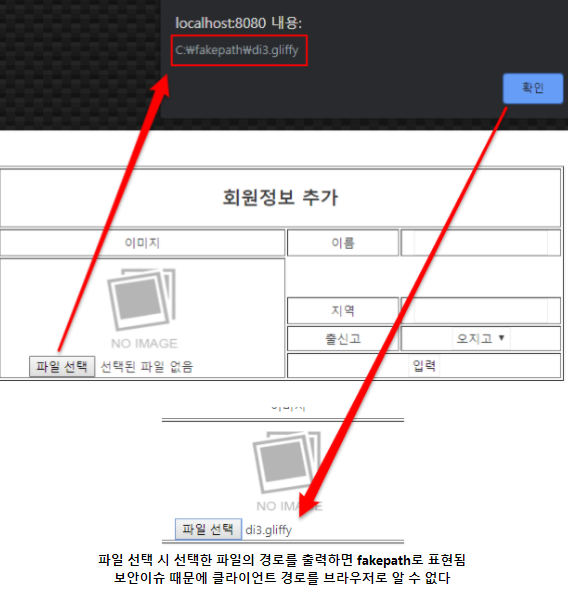 localhost:8080 내용:
C:₩fakepath₩di3.gliffy
확인
회원정보 추가
이미지
이름
NO IMAGE
지역
출신고
오지고 ▼
파일 선택 선택된 파일 없음
입력
이미지
NO IMAGE
파일 선택 di3.gliffy
파일 선택 시 선택한 파일의 경로를 출력하면 fakepath로 표현됨
보안이슈 때문에 클라이언트 경로를 브라우저로 알 수 없다